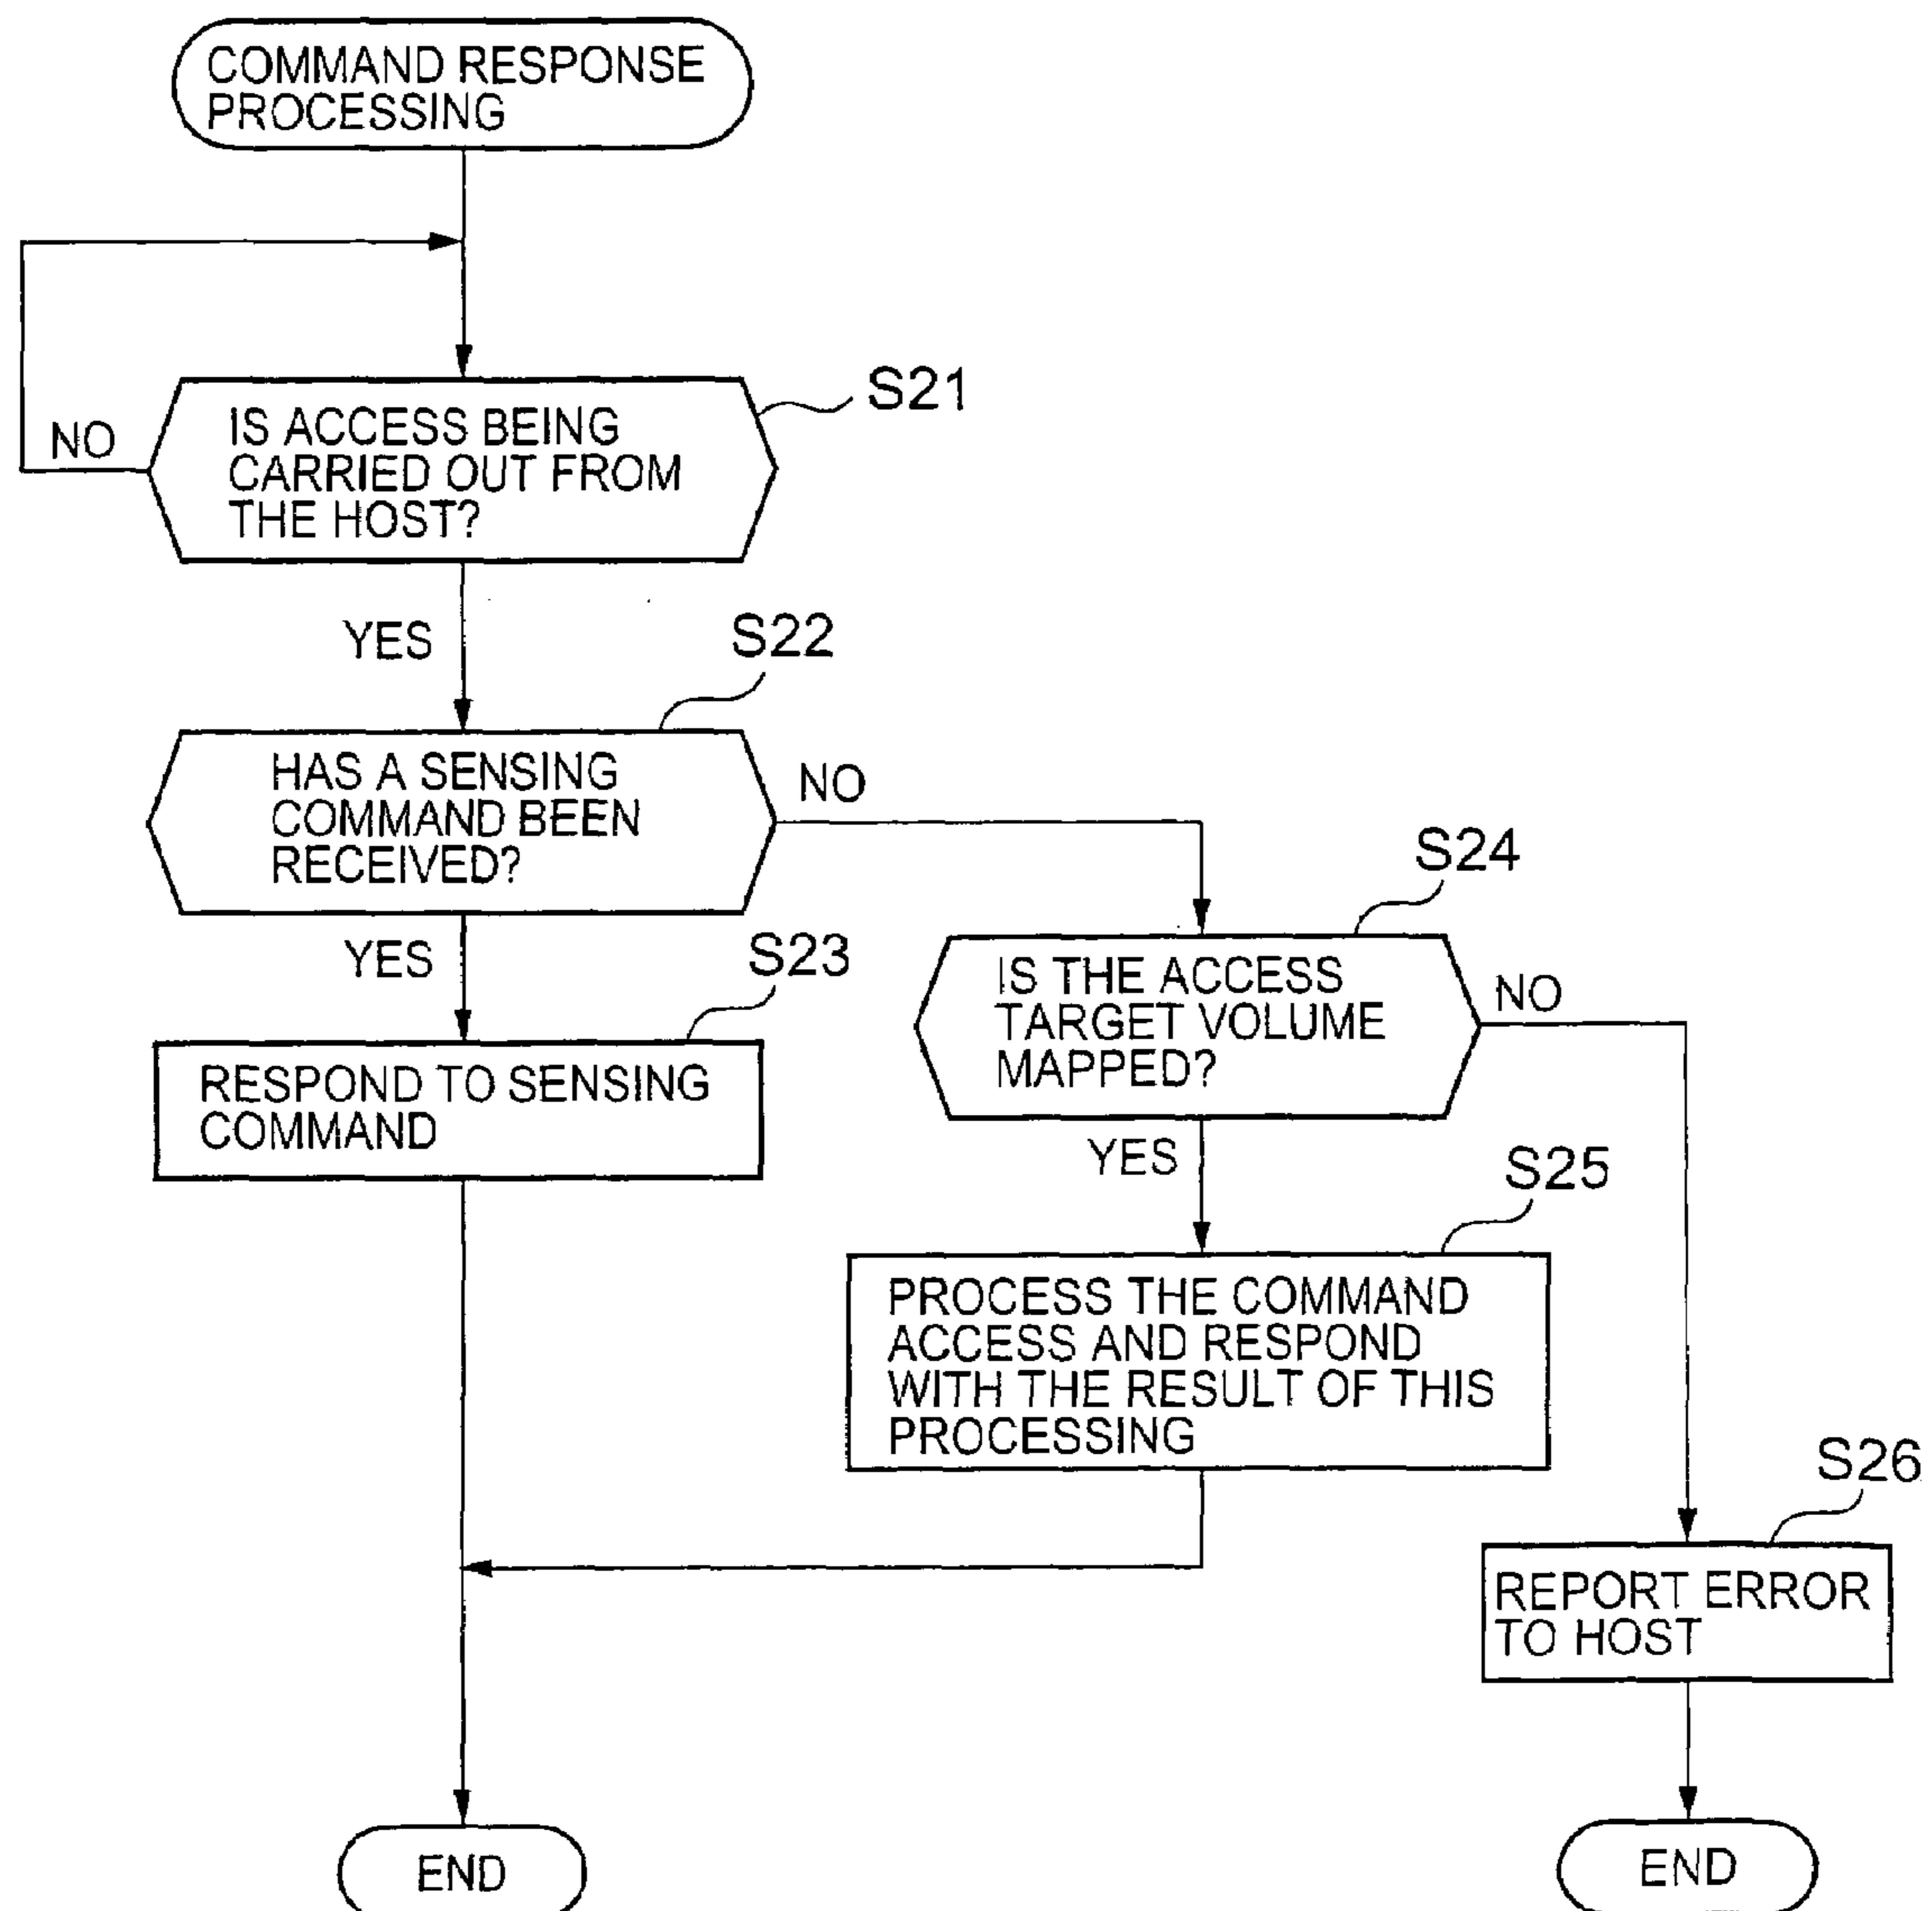 COMMAND RESPONSE
PROCESSING
S21
IS ACCESS BEING
CARRIED OUT FROM
THE HOST?
NO
YES
S22
HAS A SENSING
COMMAND BEEN
RECEIVED?
NO
YES
S23
RESPOND TO SENSING
COMMAND
S24
IS THE ACCESS
TARGET VOLUME
MAPPED?
NO
YES
S25
PROCESS THE COMMAND
ACCESS AND RESPOND
WITH THE RESULT OF THIS
PROCESSING
S26
REPORT ERROR
TO HOST
END
END